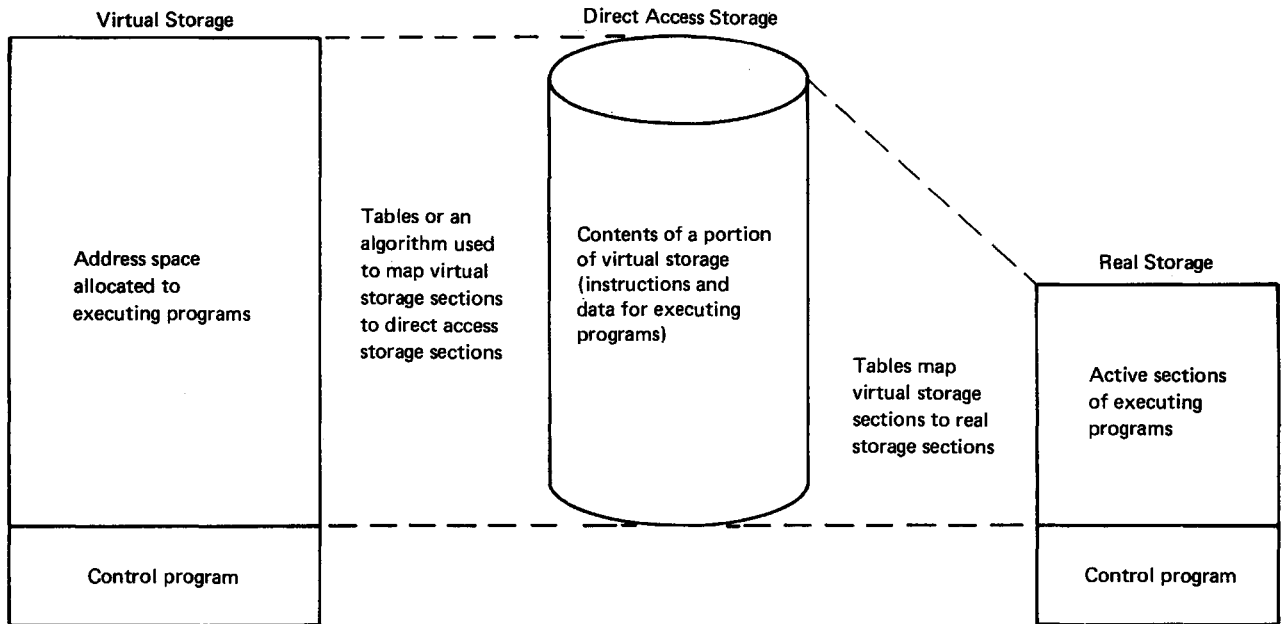 Virtual Storage
Direct Access Storage
Address space
allocated to
executing programs
Tables or an
algorithm used
to map virtual
storage sections
to direct access
storage sections
Contents of a portion
of virtual storage
(instructions and
data for executing
programs)
Tables map
virtual storage
sections to real
storage sections
Real Storage
Active sections
of executing
programs
Control program
Control program